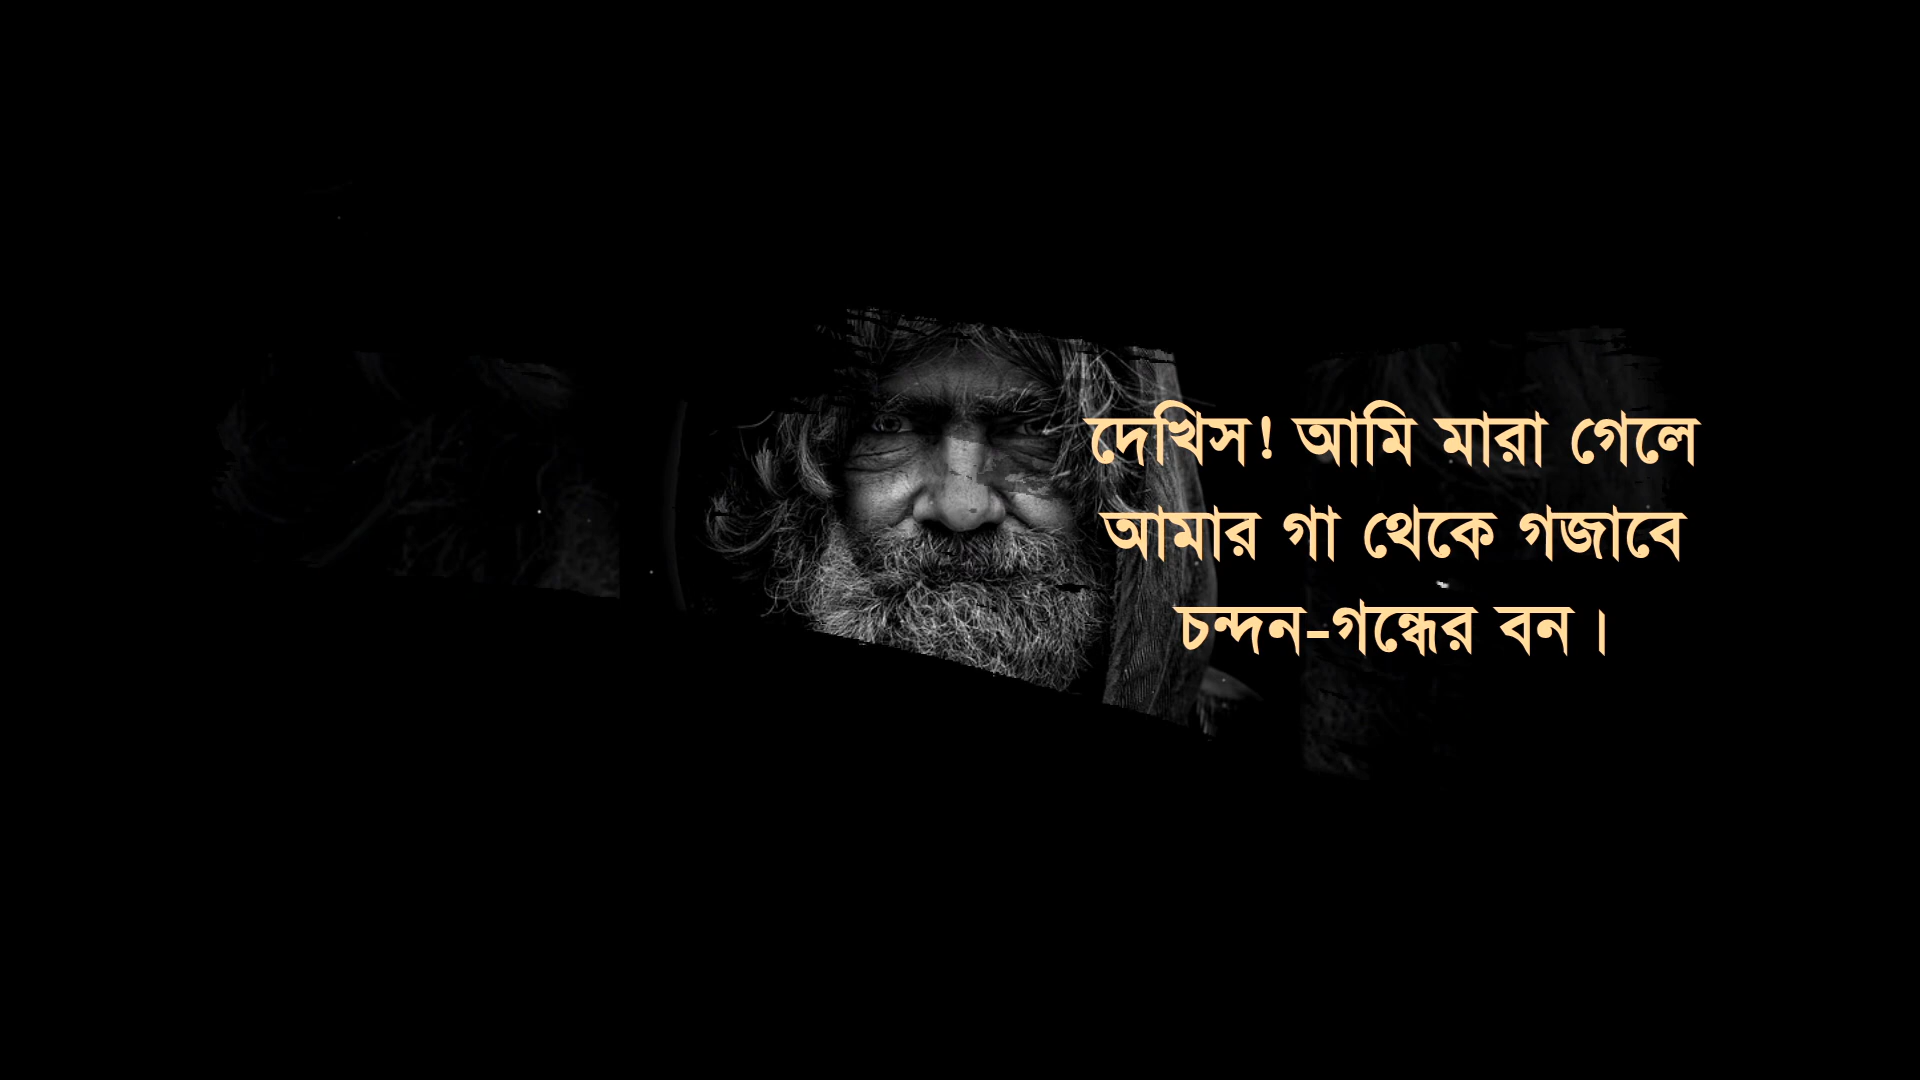 দেখিস! আমি মারা গেলে
আমার গা থেকে গজাবে
চন্দন-গন্ধের বন।